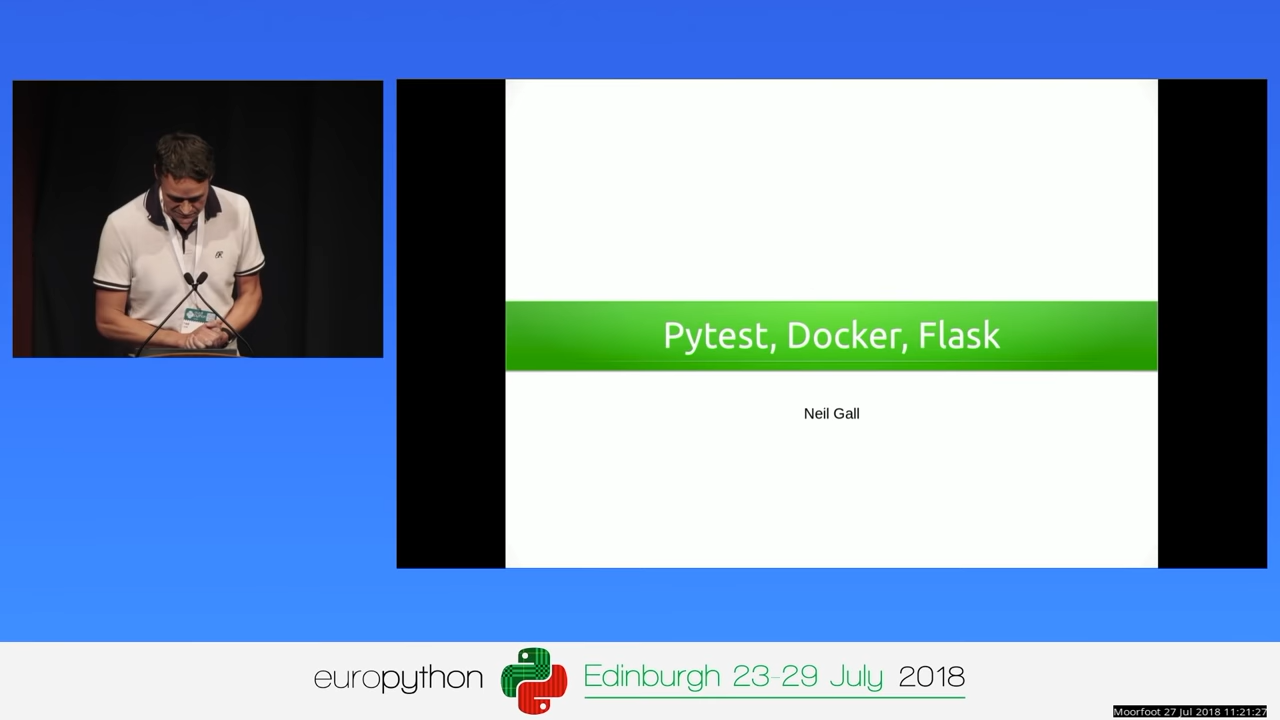 Pytest, Docker, Flask
Neil Gall
europython
Edinburgh 23-29 July 2018
Moorfoot 27 Jul 2018 11:21:27